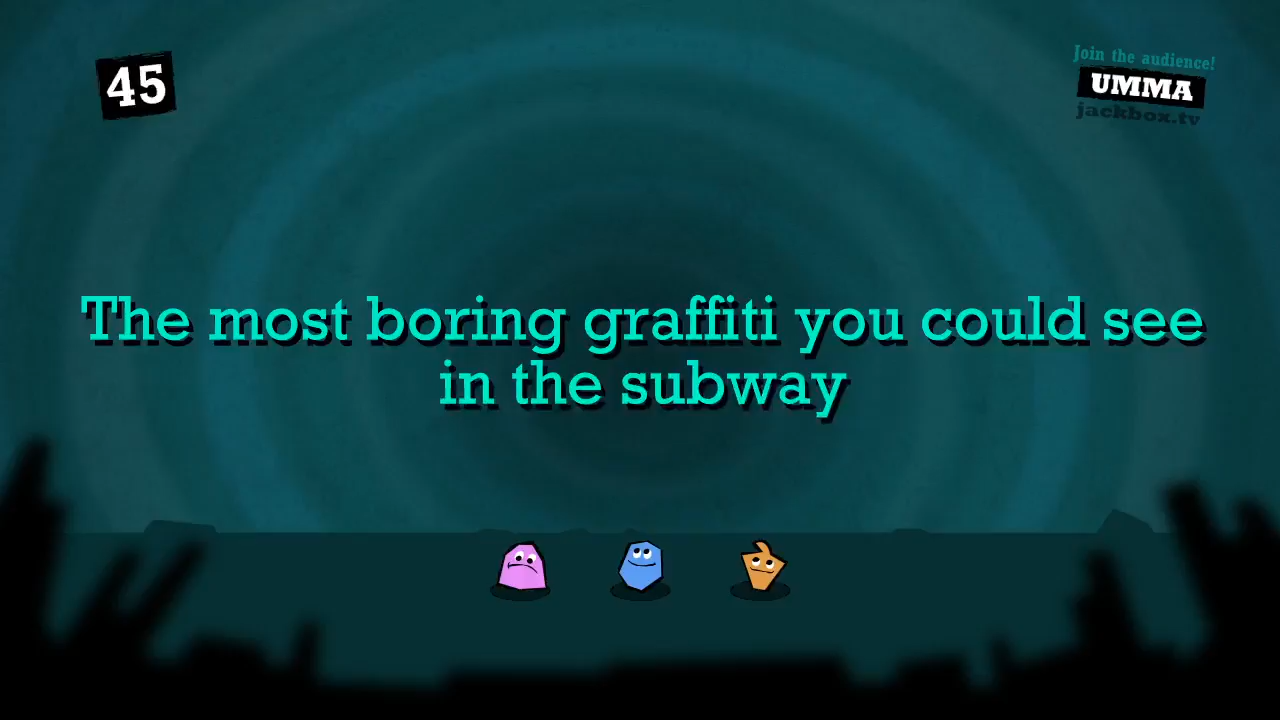 45
Join the audience!
UMMA
jackbox.tv
The most boring graffiti you could see
in the subway